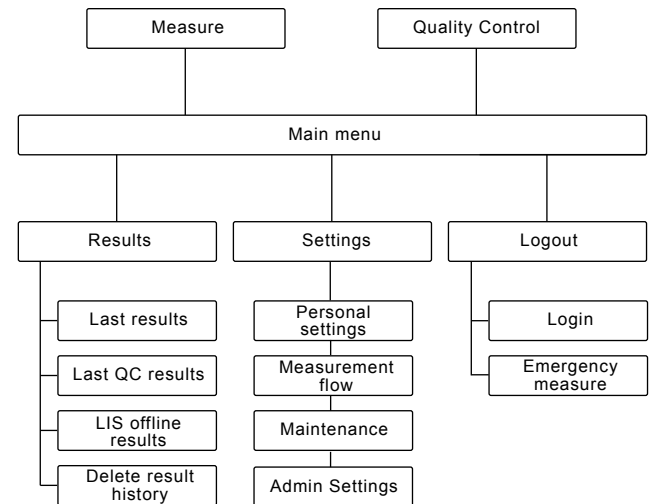 Measure
Quality Control
Main menu
Results
Settings
Logout
Last results
Last QC results
LIS offline
results
Delete result
history
Personal
settings
Measurement
flow
Maintenance
Admin Settings
Login
Emergency
measure